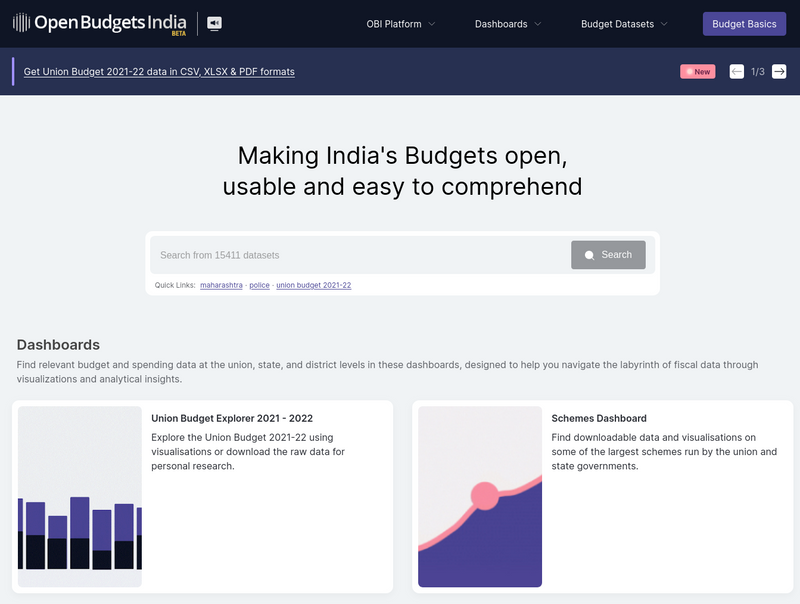 Open Budgets India
BETA
OBI Platform
Dashboards
Budget Datasets
Budget Basics
Get Union Budget 2021-22 data in CSV, XLSX & PDF formats
New
1/3
Making India's Budgets open,
usable and easy to comprehend
Search from 15411 datasets
Search
Quick Links: maharashtra · police · union budget 2021-22
Dashboards
Find relevant budget and spending data at the union, state, and district levels in these dashboards, designed to help you navigate the labyrinth of fiscal data through
visualizations and analytical insights.
Union Budget Explorer 2021 - 2022
Explore the Union Budget 2021-22 using
visualisations or download the raw data for
personal research.
Schemes Dashboard
Find downloadable data and visualisations on
some of the largest schemes run by the union and
state governments.